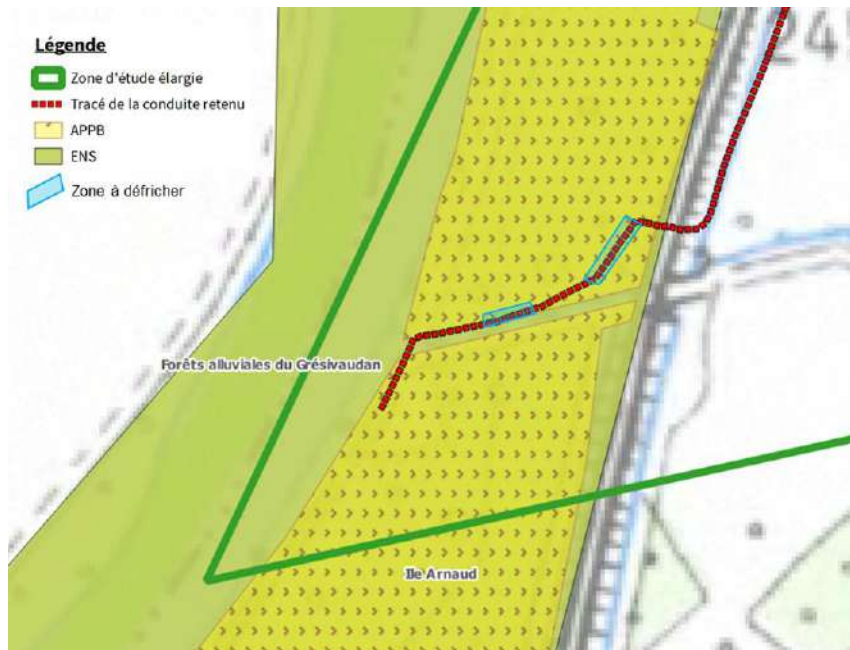 Légende
Zone d'étude élargie
Tracé de la conduite retenu
APPB
ENS
Zone à défricher
Forêts alluviales du Grésivaudan
Ile Arnaud